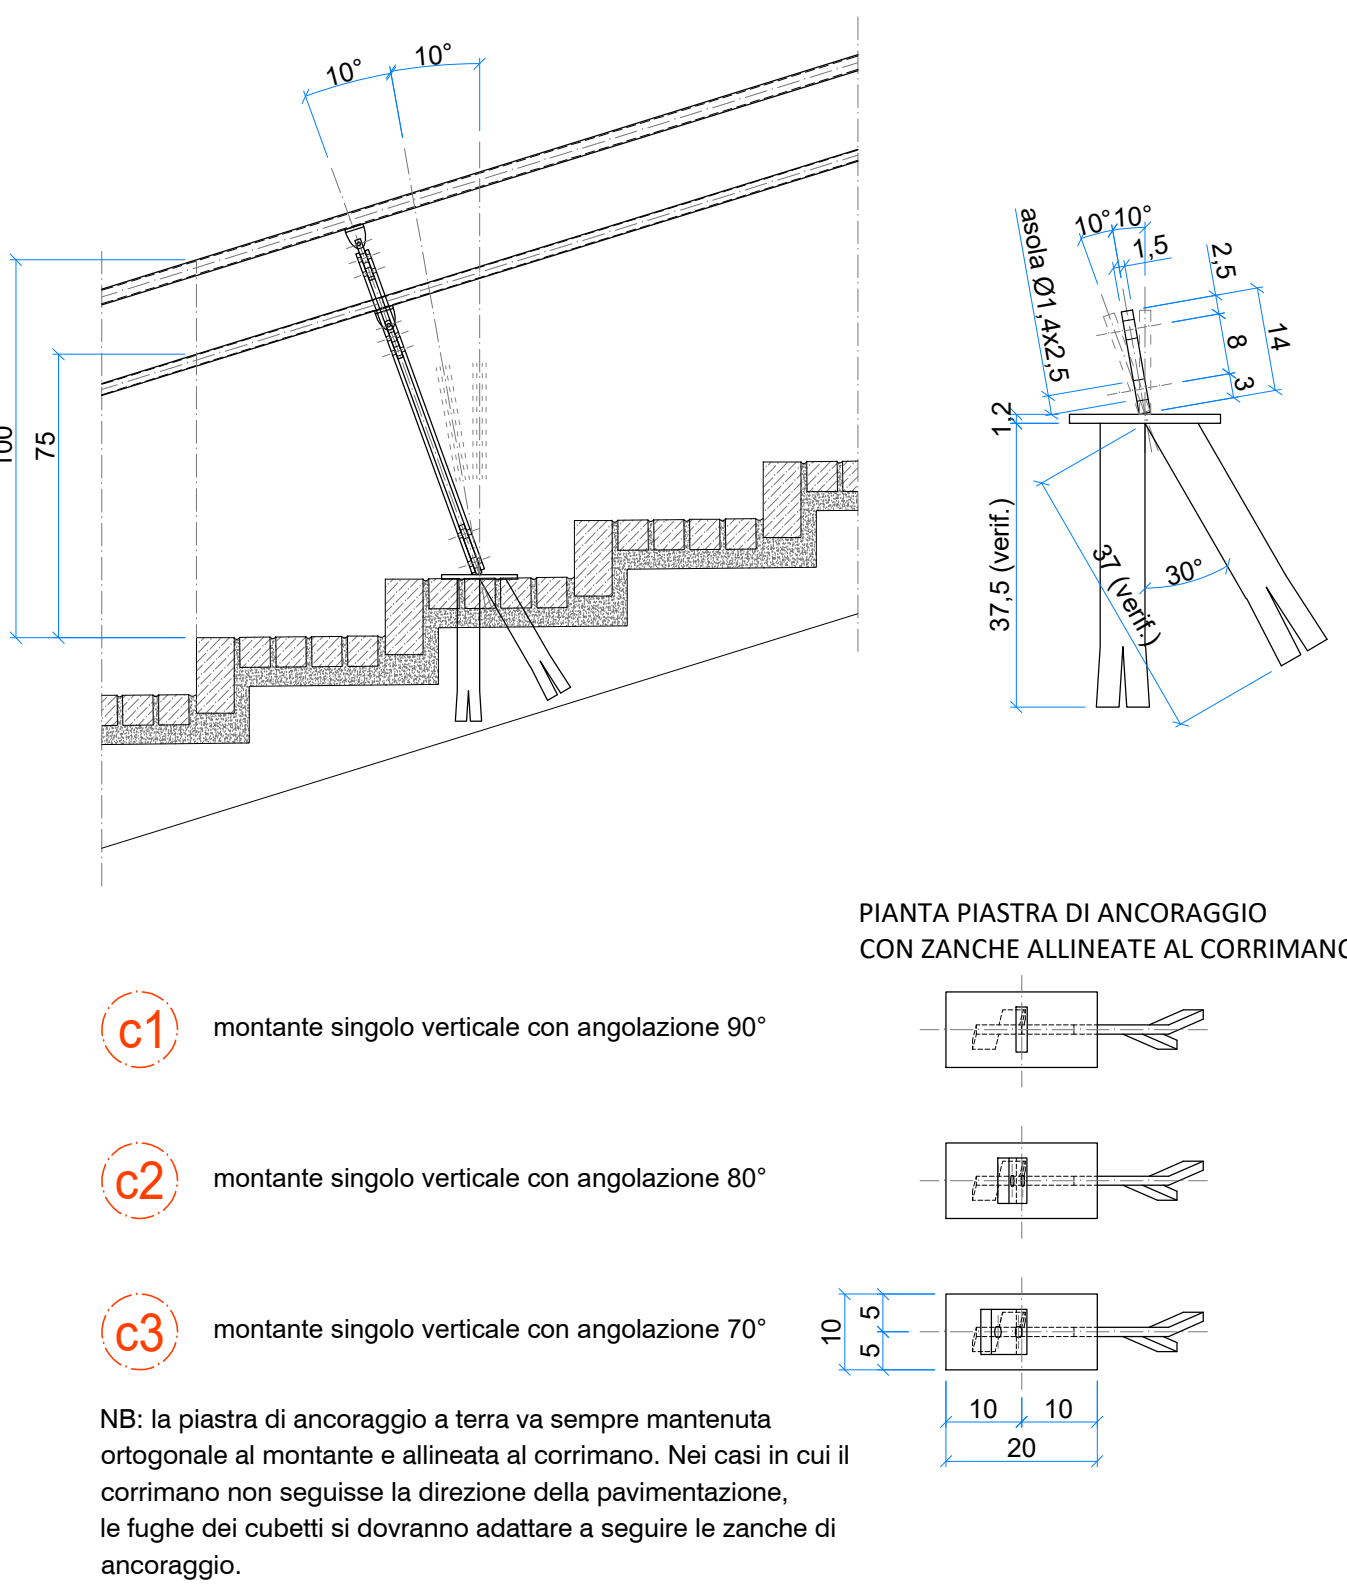 10°
10°
100
75
10°
10°
1,5
2,5
asola Ø1,4x2,5
14
8
3
1,2
37,5 (verif.)
37 (verif.)
30°
PIANTA PIASTRA DI ANCORAGGIO
CON ZANCHE ALLINEATE AL CORRIMANO
c1
montante singolo verticale con angolazione 90°
c2
montante singolo verticale con angolazione 80°
c3
montante singolo verticale con angolazione 70°
10
5
5
10
10
20
NB: la piastra di ancoraggio a terra va sempre mantenuta
ortogonale al montante e allineata al corrimano. Nei casi in cui il
corrimano non seguisse la direzione della pavimentazione,
le fughe dei cubetti si dovranno adattare a seguire le zanche di
ancoraggio.